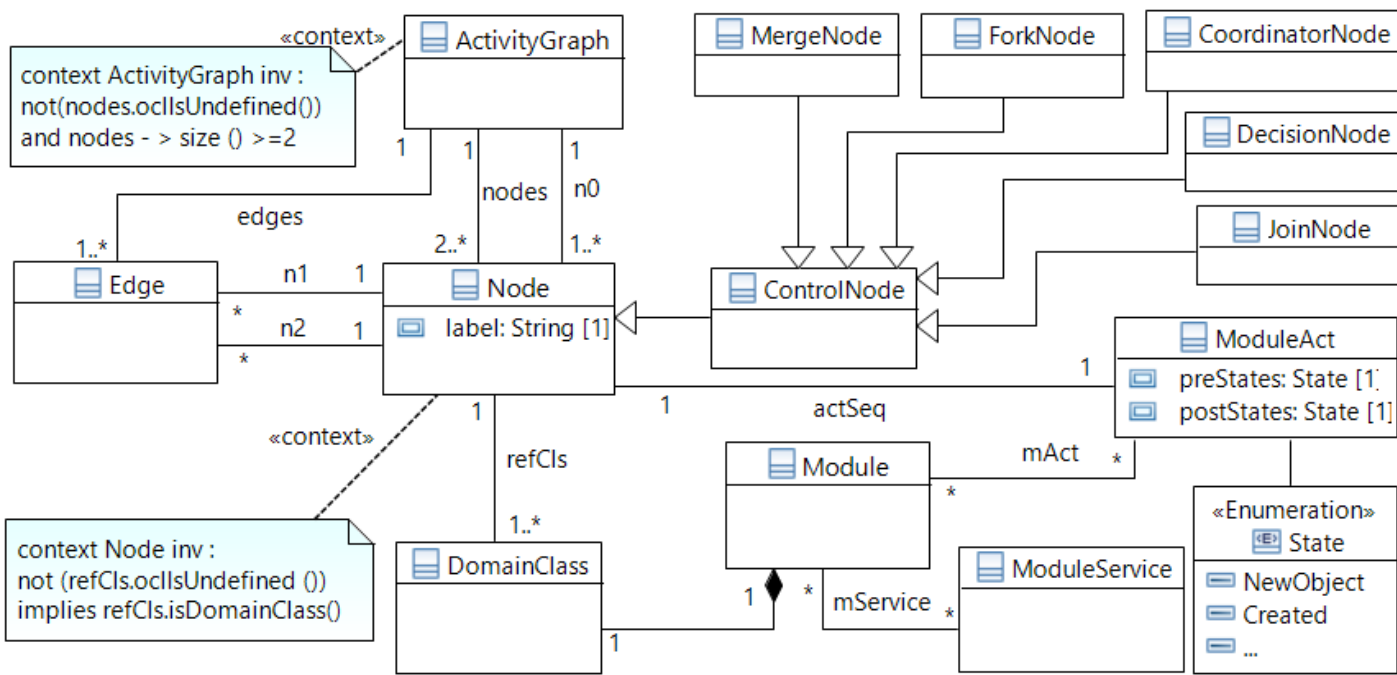 «context»
ActivityGraph
MergeNode
ForkNode
CoordinatorNode
context ActivityGraph inv :
not(nodes.oclIsUndefined())
and nodes - > size () >=2
DecisionNode
1
1
1
nodes
n0
edges
JoinNode
1..*
2..*
1..*
Edge
n1
1
Node
ControlNode
*
label: String [1]
n2
1
*
ModuleAct
preStates: State [1]
postStates: State [1]
1
1
actSeq
1
«context»
refCls
Module
mAct
*
*
1..*
«Enumeration»
State
NewObject
Created
...
context Node inv :
not (refCls.oclIsUndefined ())
implies refCls.isDomainClass()
DomainClass
1
*
mService
*
ModuleService
1